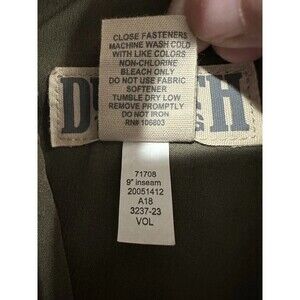 CLOSE FASTENERS
MACHINE WASH COLD
WITH LIKE COLORS
NON-CHLORINE
BLEACH ONLY
DO NOT USE FABRIC
SOFTENER
TUMBLE DRY LOW
REMOVE PROMPTLY
DO NOT IRON
RN# 106803
71708
9" inseam
20051412
A18
3237-23
VOL